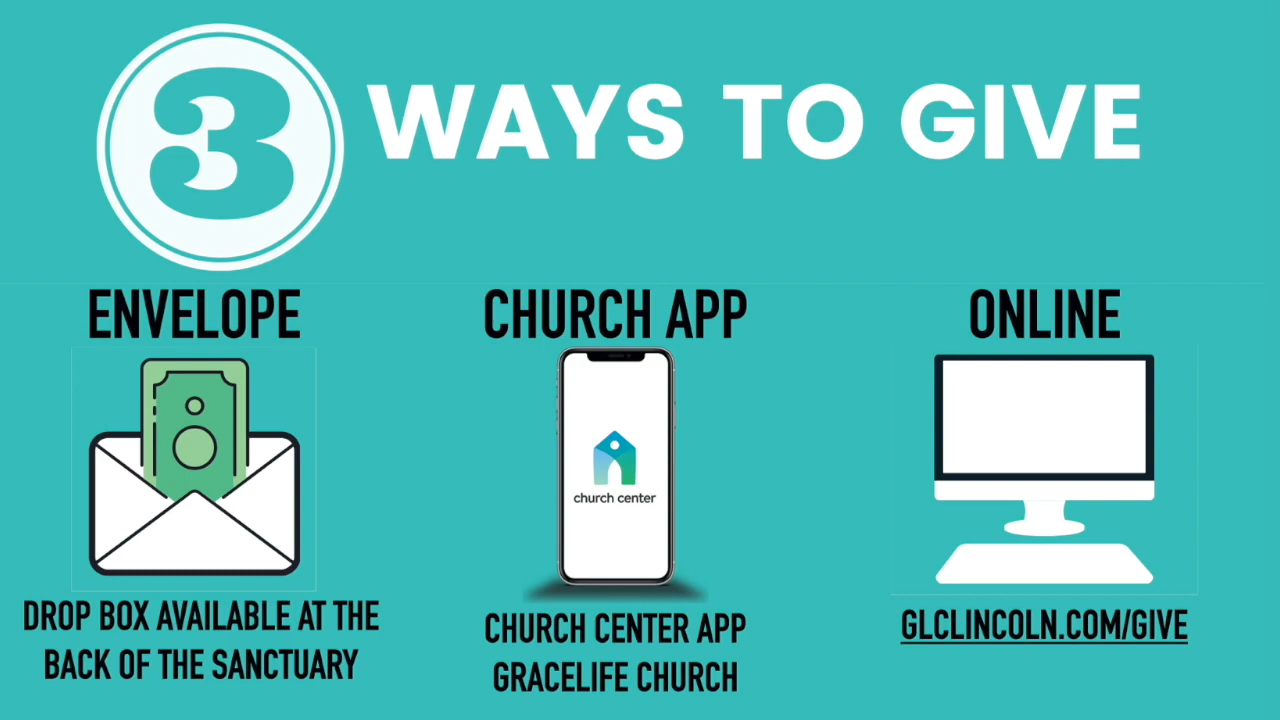 3 WAYS TO GIVE
ENVELOPE
CHURCH APP
ONLINE
church center
DROP BOX AVAILABLE AT THE
BACK OF THE SANCTUARY
CHURCH CENTER APP
GRACELIFE CHURCH
GLCLINCOLN.COM/GIVE